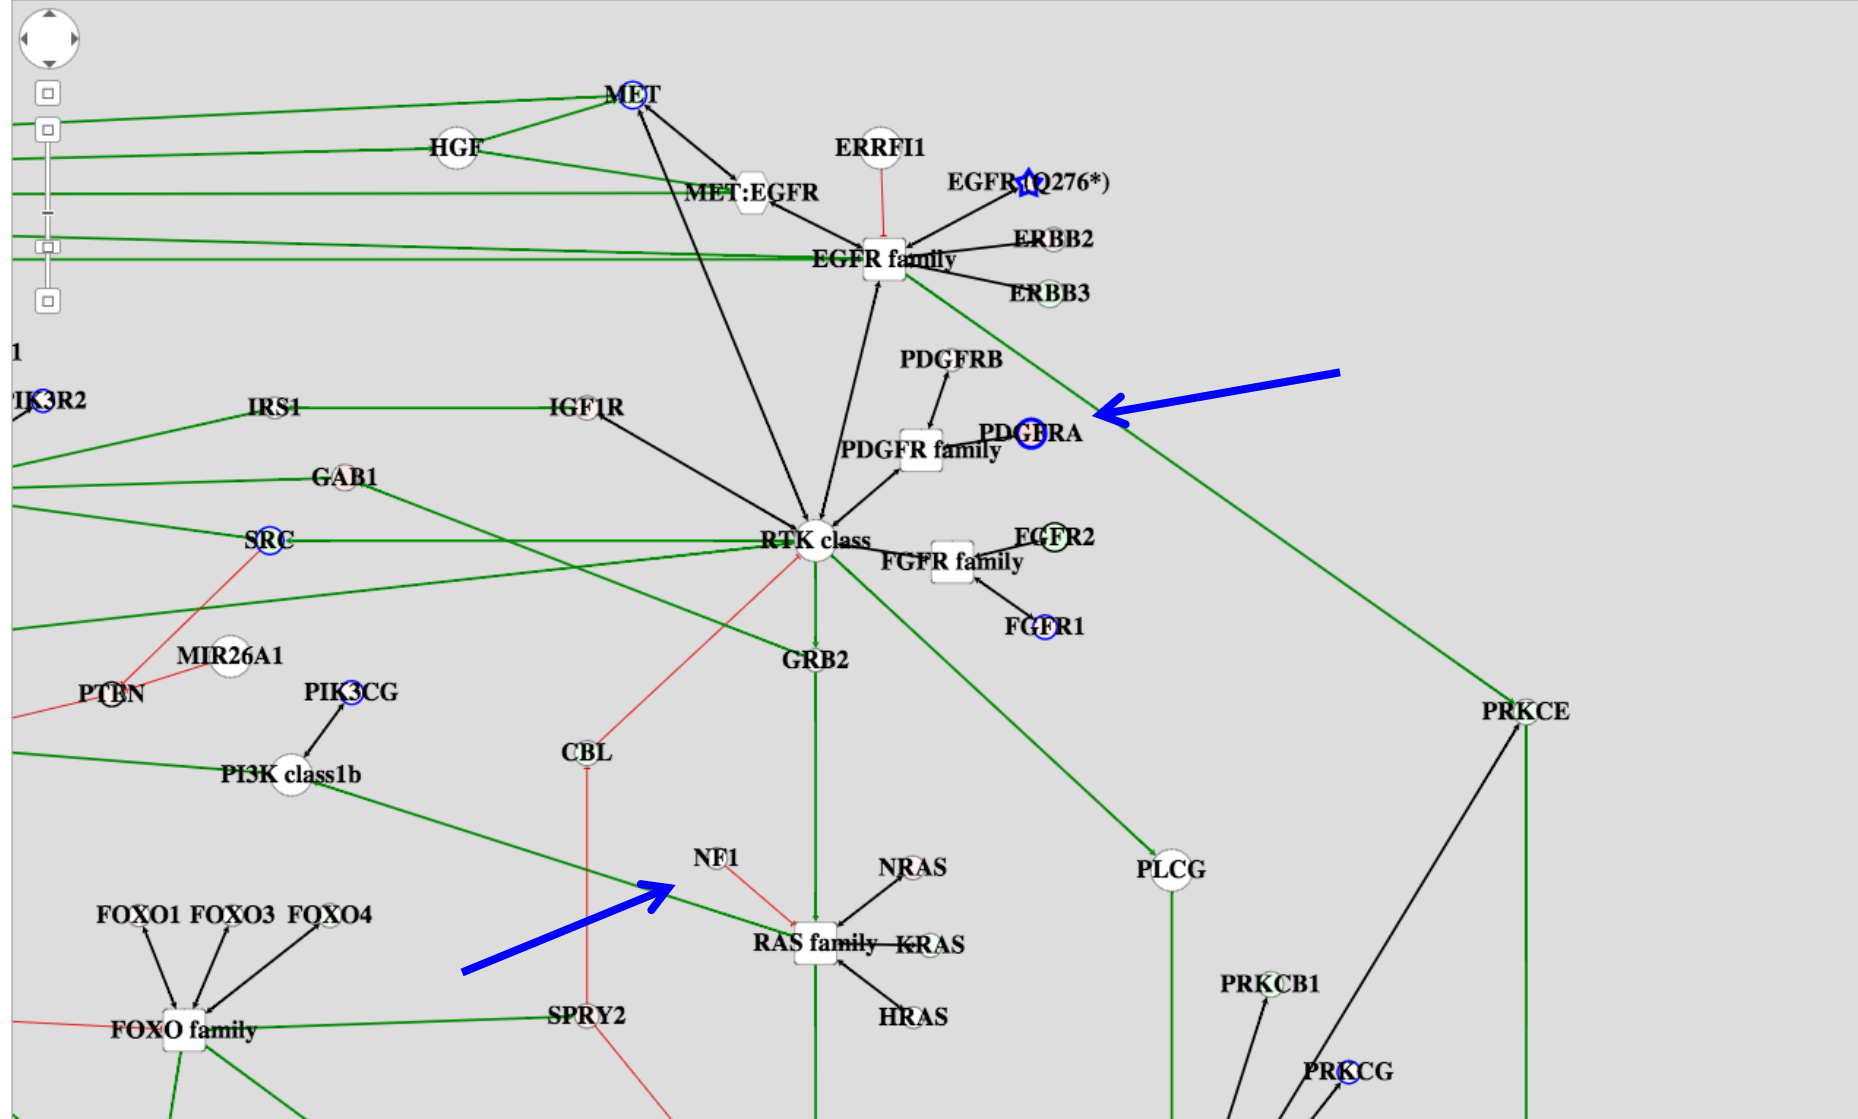 MET
HGF
ERRFI1
EGFR (Q276*)
MET:EGFR
ERBB2
EGFR family
ERBB3
1
PDGFRB
PIK3R2
IRS1
IGF1R
PDGFRA
PDGFR family
GAB1
SRC
RTK class
FGFR2
FGFR family
FGFR1
MIR26A1
GRB2
PTEN
PIK3CG
PRKCE
CBL
PI3K class1b
NF1
NRAS
PLCG
FOXO1
FOXO3
FOXO4
RAS family
KRAS
PRKCB1
SPRY2
HRAS
FOXO family
PRKCG